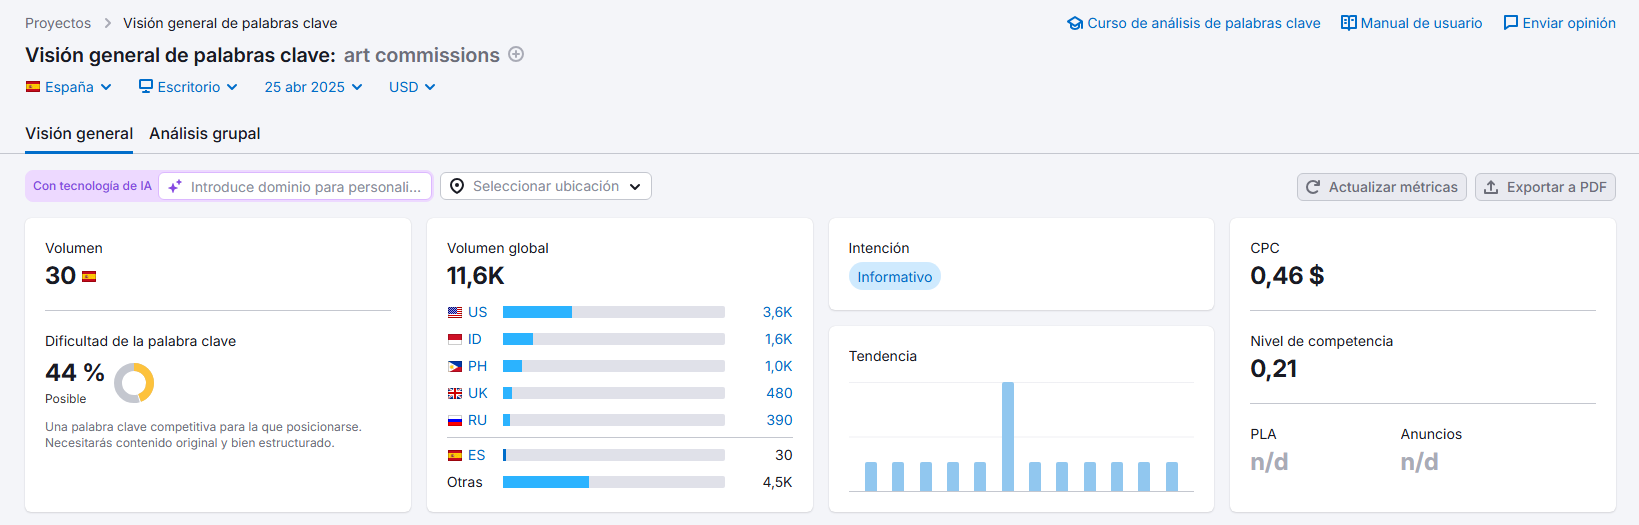 Proyectos > Visión general de palabras clave
Curso de análisis de palabras clave
Manual de usuario
Enviar opinión
Visión general de palabras clave: art commissions
España
Escritorio
25 abr 2025
USD
Visión general
Análisis grupal
Con tecnología de IA
Introduce dominio para personali...
Seleccionar ubicación
Actualizar métricas
Exportar a PDF
Volumen
30
Dificultad de la palabra clave
44 %
Posible
Una palabra clave competitiva para la que posicionarse.
Necesitarás contenido original y bien estructurado.
Volumen global
11,6K
US 3,6K
ID 1,6K
PH 1,0K
UK 480
RU 390
ES 30
Otras 4,5K
Intención
Informativo
Tendencia
CPC
0,46 $
Nivel de competencia
0,21
PLA
n/d
Anuncios
n/d